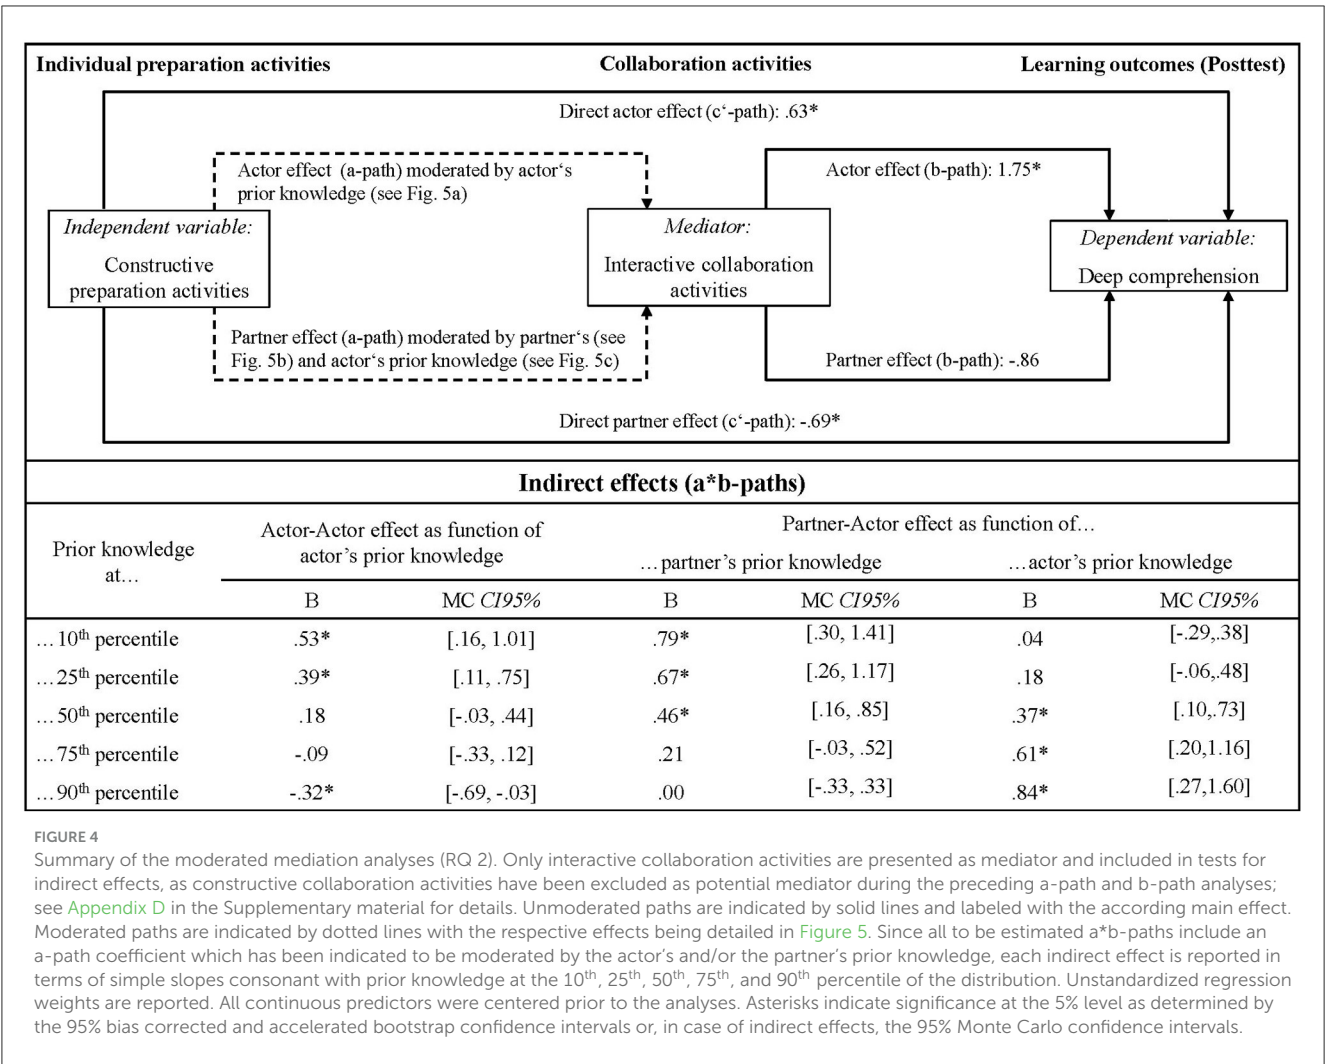 Individual preparation activities Collaboration activities Learning outcomes (Posttest)
Direct actor effect (c‘-path): .63*
Actor effect (a-path) moderated by actor‘s
prior knowledge (see Fig. 5a)
Actor effect (b-path): 1.75*
Independent variable:
Constructive
preparation activities
Mediator:
Interactive collaboration
activities
Dependent variable:
Deep comprehension
Partner effect (a-path) moderated by partner‘s (see
Fig. 5b) and actor‘s prior knowledge (see Fig. 5c)
Partner effect (b-path): -.86
Direct partner effect (c‘-path): -.69*
Indirect effects (a*b-paths)
Prior knowledge
at…
Actor-Actor effect as function of
actor’s prior knowledge
Partner-Actor effect as function of…
…partner’s prior knowledge …actor’s prior knowledge
B MC CI95% B MC CI95% B MC CI95%
…10th percentile .53* [.16, 1.01] .79* [.30, 1.41] .04 [-.29,.38]
…25th percentile .39* [.11, .75] .67* [.26, 1.17] .18 [-.06,.48]
…50th percentile .18 [-.03, .44] .46* [.16, .85] .37* [.10,.73]
…75th percentile -.09 [-.33, .12] .21 [-.03, .52] .61* [.20,1.16]
…90th percentile -.32* [-.69, -.03] .00 [-.33, .33] .84* [.27,1.60]
FIGURE 4
Summary of the moderated mediation analyses (RQ 2). Only interactive collaboration activities are presented as mediator and included in tests for
indirect effects, as constructive collaboration activities have been excluded as potential mediator during the preceding a-path and b-path analyses;
see Appendix D in the Supplementary material for details. Unmoderated paths are indicated by solid lines and labeled with the according main effect.
Moderated paths are indicated by dotted lines with the respective effects being detailed in Figure 5. Since all to be estimated a*b-paths include an
a-path coefficient which has been indicated to be moderated by the actor's and/or the partner's prior knowledge, each indirect effect is reported in
terms of simple slopes consonant with prior knowledge at the 10th, 25th, 50th, 75th, and 90th percentile of the distribution. Unstandardized regression
weights are reported. All continuous predictors were centered prior to the analyses. Asterisks indicate significance at the 5% level as determined by
the 95% bias corrected and accelerated bootstrap confidence intervals or, in case of indirect effects, the 95% Monte Carlo confidence intervals.